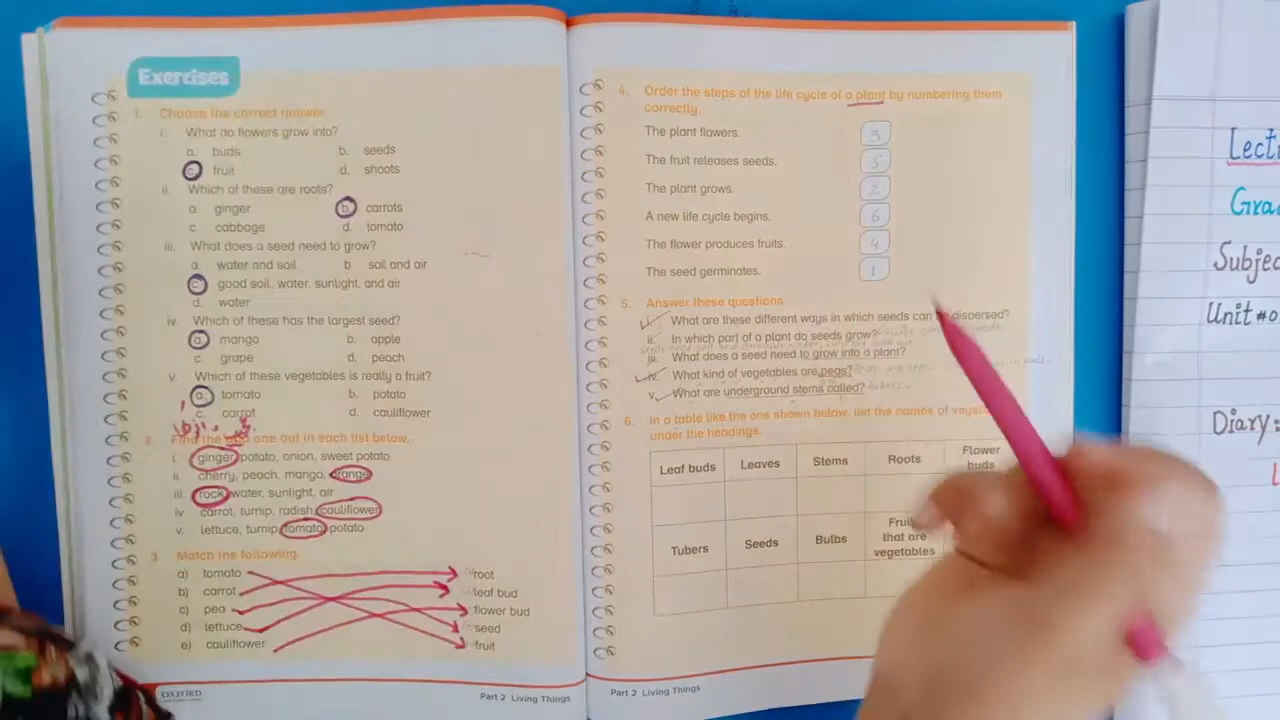 Exercises
1. Choose the correct answer
i. What do flowers grow into?
a. buds b. seeds
c. fruit d. shoots
ii. Which of these are roots?
a. ginger b. carrots
c. cabbage d. tomato
iii. What does a seed need to grow?
a. water and soil b. soil and air
c. good soil, water, sunlight, and air
d. water
iv. Which of these has the largest seed?
a. mango b. apple
c. grape d. peach
v. Which of these vegetables is really a fruit?
a. tomato b. potato
c. carrot d. cauliflower
2. Find the odd one out in each list below.
i. ginger, potato, onion, sweet potato
ii. cherry, peach, mango, orange
iii. rock, water, sunlight, air
iv carrot, turnip, radish, cauliflower
v. lettuce, turnip, tomato, potato
3. Match the following.
a) tomato root
b) carrot leaf bud
c) pea flower bud
d) lettuce seed
e) cauliflower fruit
OXFORD
Part 2 Living Things
4. Order the steps of the life cycle of a plant by numbering them
correctly.
The plant flowers. 3
The fruit releases seeds. 5
The plant grows. 2
A new life cycle begins. 6
The flower produces fruits. 4
The seed germinates. 1
5. Answer these questions
i. What are these different ways in which seeds can be dispersed?
ii. In which part of a plant do seeds grow?
iii. What does a seed need to grow into a plant?
iv. What kind of vegetables are peas?
v. What are underground stems called?
6. In a table like the one shown below, list the names of
under the headings.
Leaf buds Leaves Stems Roots Flower buds
Tubers Seeds Bulbs Fruit that are vegetables
Part 2 Living Things
Lect
Gra
Subjec
Unit #0
Diary: